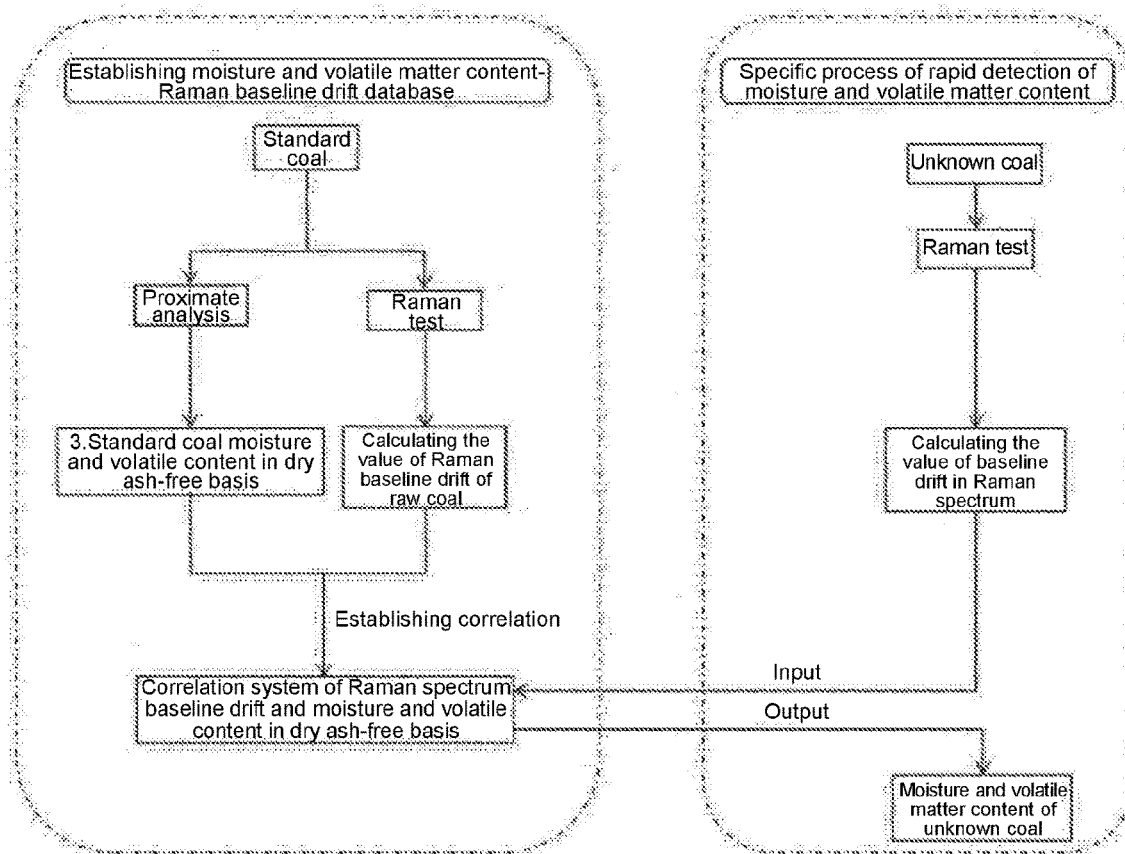 Establishing moisture and volatile matter content-
Raman baseline drift database
Standard
coal
Proximate
analysis
Raman
test
3.Standard coal moisture
and volatile content in dry
ash-free basis
Calculating the
value of Raman
baseline drift of
raw coal
Establishing correlation
Correlation system of Raman spectrum
baseline drift and moisture and volatile
content in dry ash-free basis
Specific process of rapid detection of
moisture and volatile matter content
Unknown coal
Raman test
Calculating the
value of baseline
drift in Raman
spectrum
Input
Output
Moisture and volatile
matter content of
unknown coal